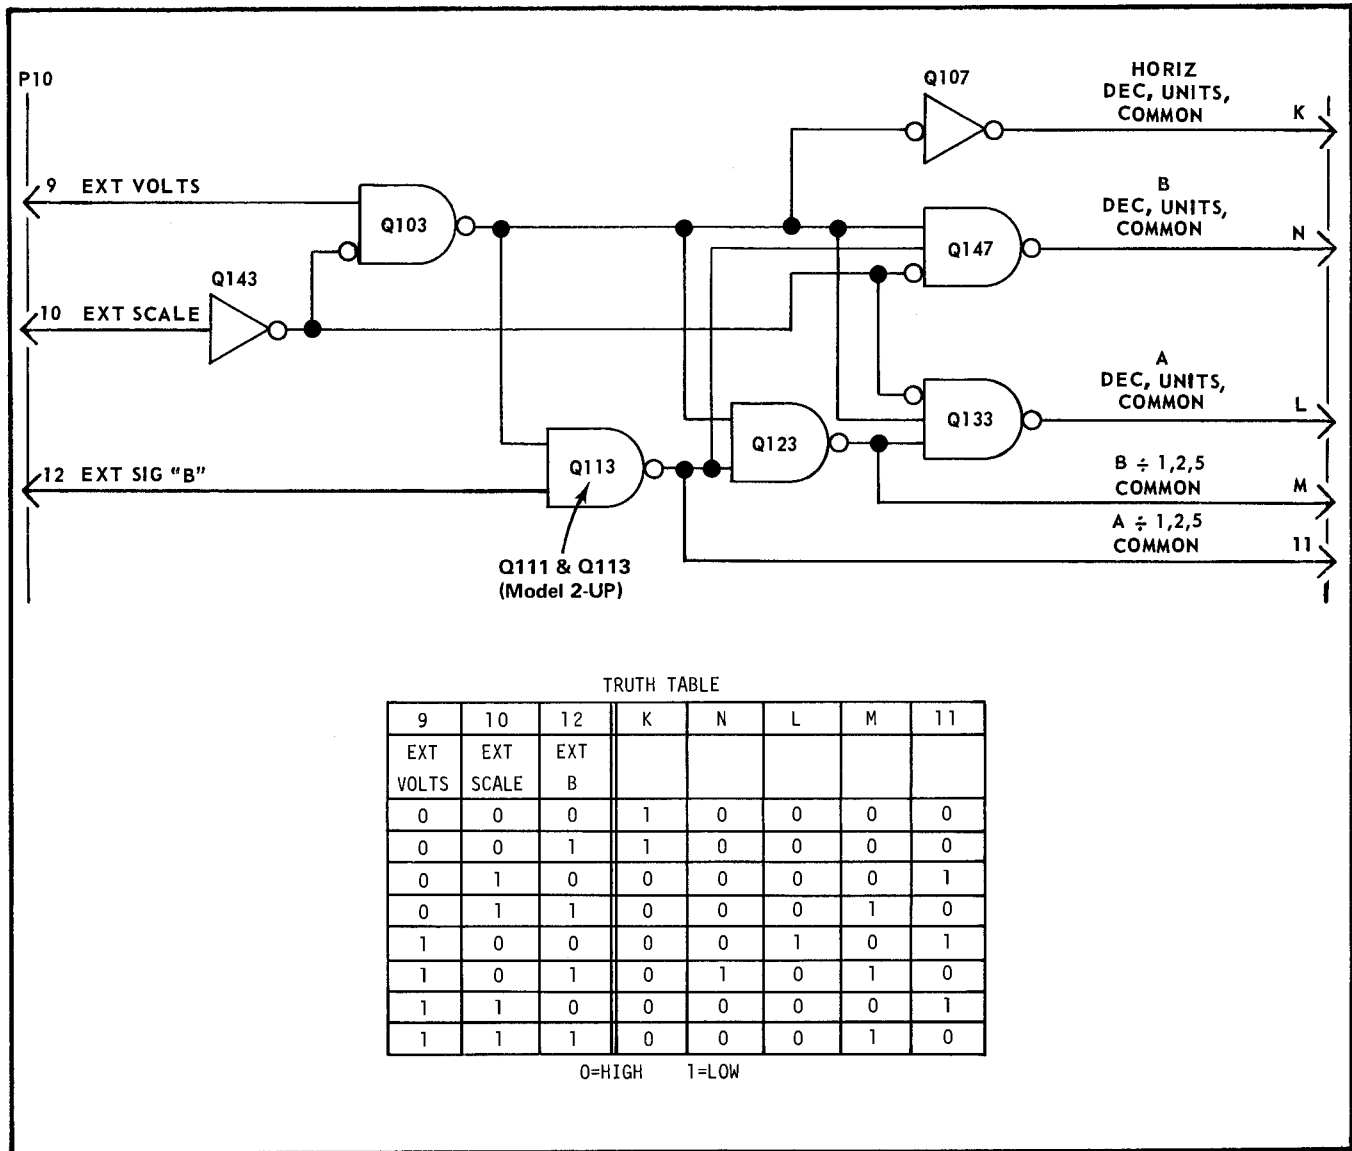 P10
Q107
HORIZ
DEC, UNITS,
COMMON
K
9 EXT VOLTS
Q103
B
DEC, UNITS,
COMMON
N
Q147
Q143
10 EXT SCALE
A
DEC, UNITS,
COMMON
L
Q133
Q123
12 EXT SIG "B"
Q113
B ÷ 1,2,5
COMMON
M
A ÷ 1,2,5
COMMON
11
Q111 & Q113
(Model 2-UP)
TRUTH TABLE
9 10 12 K N L M 11
EXT EXT EXT
VOLTS SCALE B
0 0 0 1 0 0 0 0
0 0 1 1 0 0 0 0
0 1 0 0 0 0 0 1
0 1 1 0 0 0 1 0
1 0 0 0 0 1 0 1
1 0 1 0 1 0 1 0
1 1 0 0 0 0 0 1
1 1 1 0 0 0 1 0
0=HIGH 1=LOW